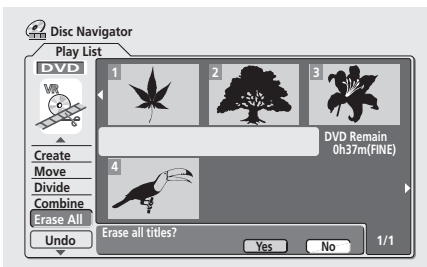 Disc Navigator
Play List
DVD
VR
1
2
3
DVD Remain
0h37m(FINE)
4
Create
Move
Divide
Combine
Erase All
Undo
Erase all titles?
Yes
No
1/1